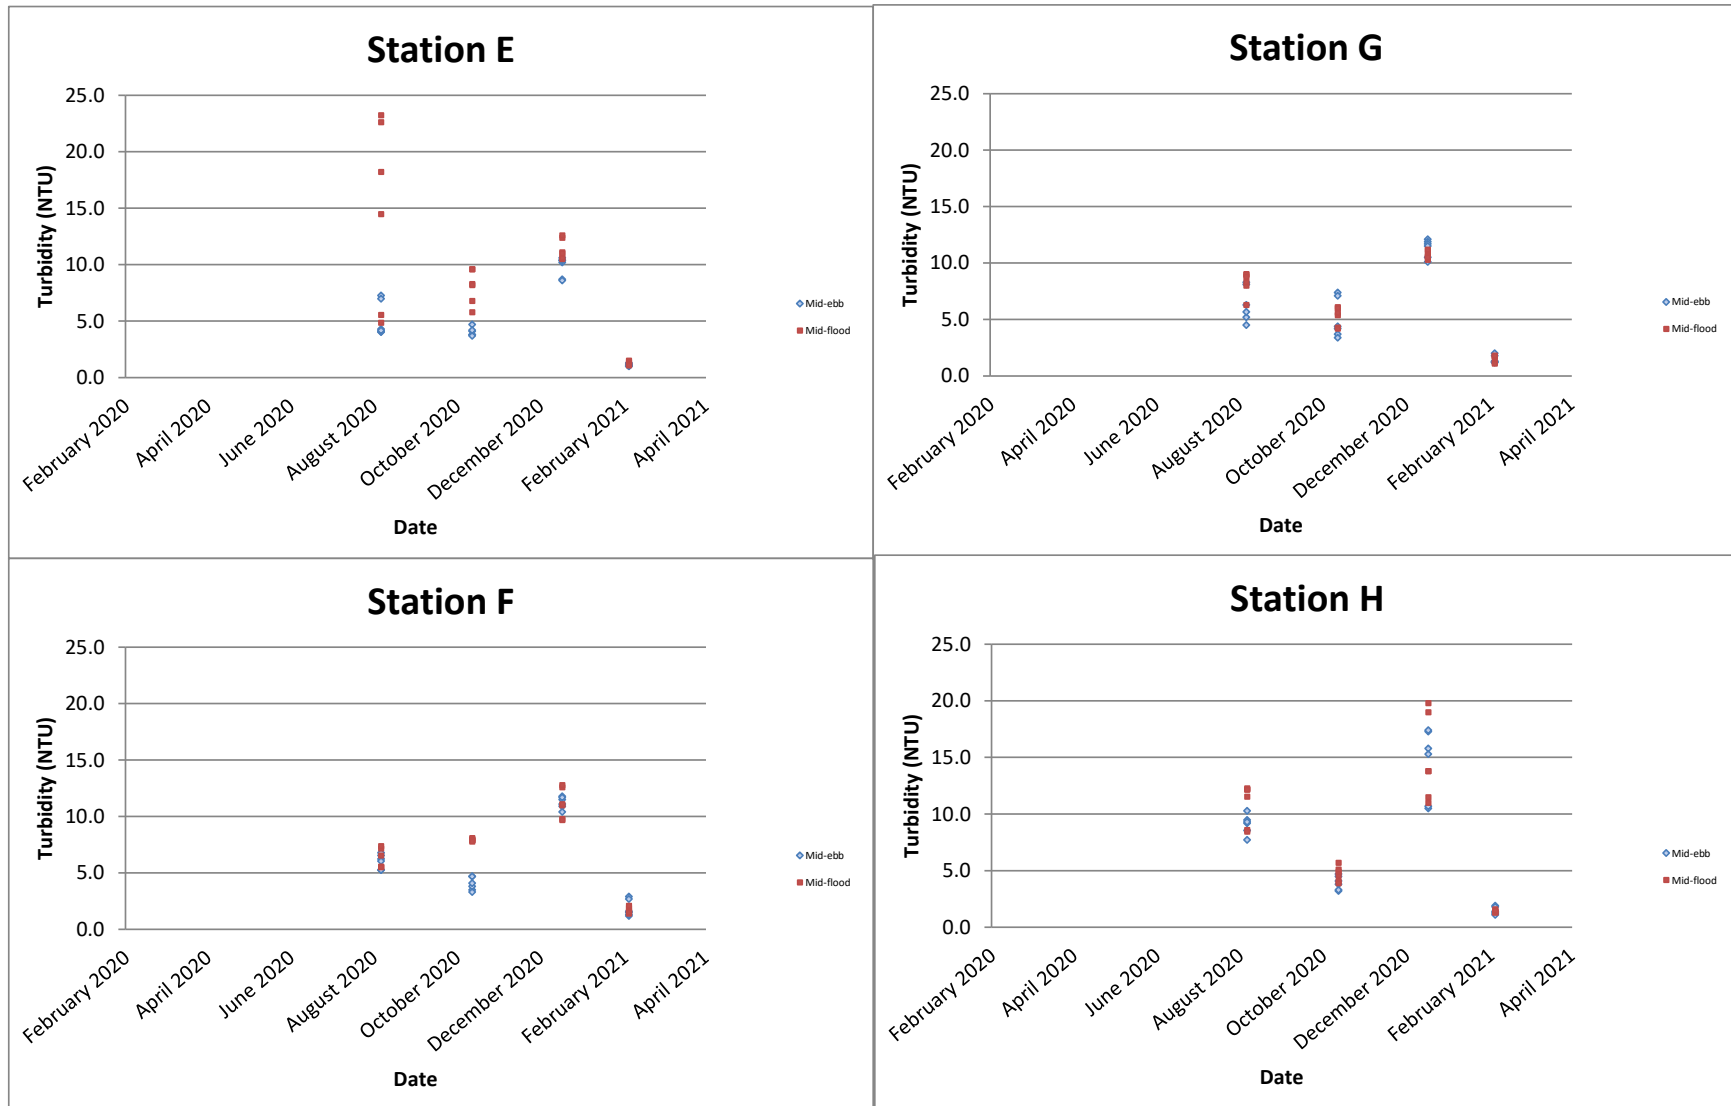 Station E
25.0
20.0
15.0
10.0
5.0
0.0
Turbidity (NTU)
February 2020
April 2020
June 2020
August 2020
October 2020
December 2020
February 2021
April 2021
Date
Mid-ebb
Mid-flood
Station G
25.0
20.0
15.0
10.0
5.0
0.0
Turbidity (NTU)
February 2020
April 2020
June 2020
August 2020
October 2020
December 2020
February 2021
April 2021
Date
Mid-ebb
Mid-flood
Station F
25.0
20.0
15.0
10.0
5.0
0.0
Turbidity (NTU)
February 2020
April 2020
June 2020
August 2020
October 2020
December 2020
February 2021
April 2021
Date
Mid-ebb
Mid-flood
Station H
25.0
20.0
15.0
10.0
5.0
0.0
Turbidity (NTU)
February 2020
April 2020
June 2020
August 2020
October 2020
December 2020
February 2021
April 2021
Date
Mid-ebb
Mid-flood